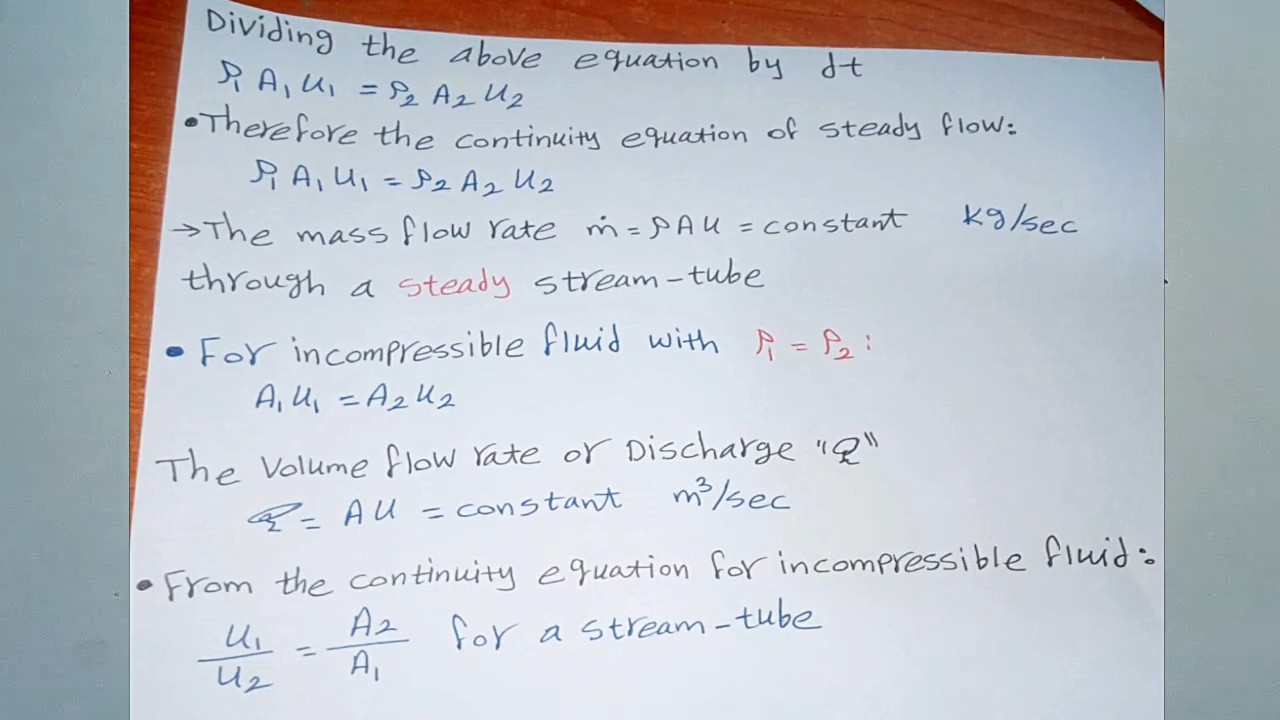 Dividing the above equation by dt
ρ₁ A₁ U₁ = ρ₂ A₂ U₂
•Therefore the continuity equation of steady flow:
ρ₁ A₁ U₁ = ρ₂ A₂ U₂
→The mass flow rate ṁ = ρAU = constant kg/sec
through a steady stream-tube
• For incompressible fluid with ρ₁ = ρ₂ :
A₁ U₁ = A₂ U₂
The Volume flow rate or Discharge "Q"
Q = AU = constant m³/sec
• From the continuity equation for incompressible fluid:
U₁/U₂ = A₂/A₁ for a stream-tube